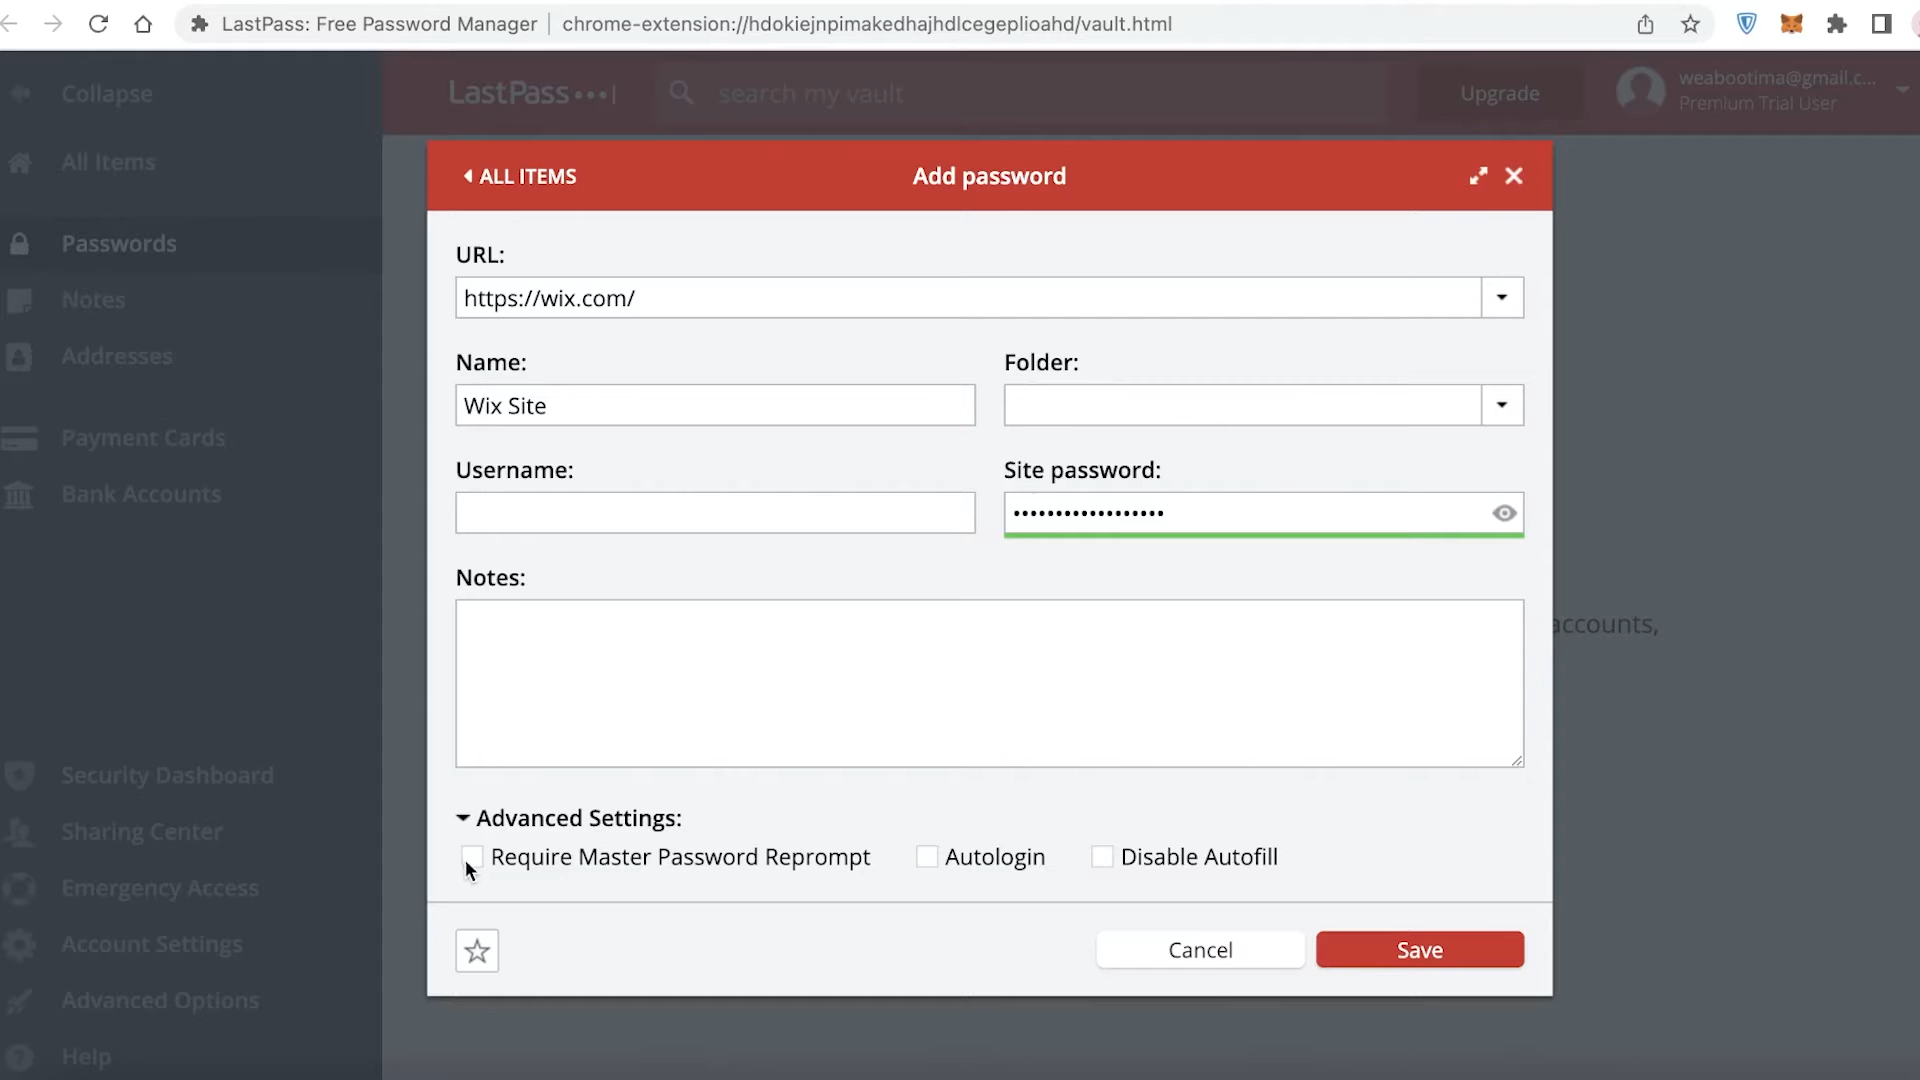 LastPass: Free Password Manager | chrome-extension://hdokiejnpimakedhajhdlcegeplioahd/vault.html
Collapse
LastPass •••|
search my vault
Upgrade
weabootima@gmail.c...
Premium Trial User
All Items
Passwords
Notes
Addresses
Payment Cards
Bank Accounts
Security Dashboard
Sharing Center
Emergency Access
Account Settings
Advanced Options
Help
ALL ITEMS
Add password
URL:
https://wix.com/
Name:
Folder:
Wix Site
Username:
Site password:
••••••••••••••••••
Notes:
accounts,
Advanced Settings:
Require Master Password Reprompt
Autologin
Disable Autofill
Cancel
Save